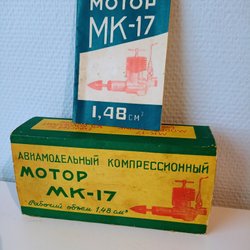 МОТОР
МК-17
1,48 СМ³
АВИАМОДЕЛЬНЫЙ КОМПРЕССИОННЫЙ
МОТОР
МК-17
Рабочий объем 1,48 см³